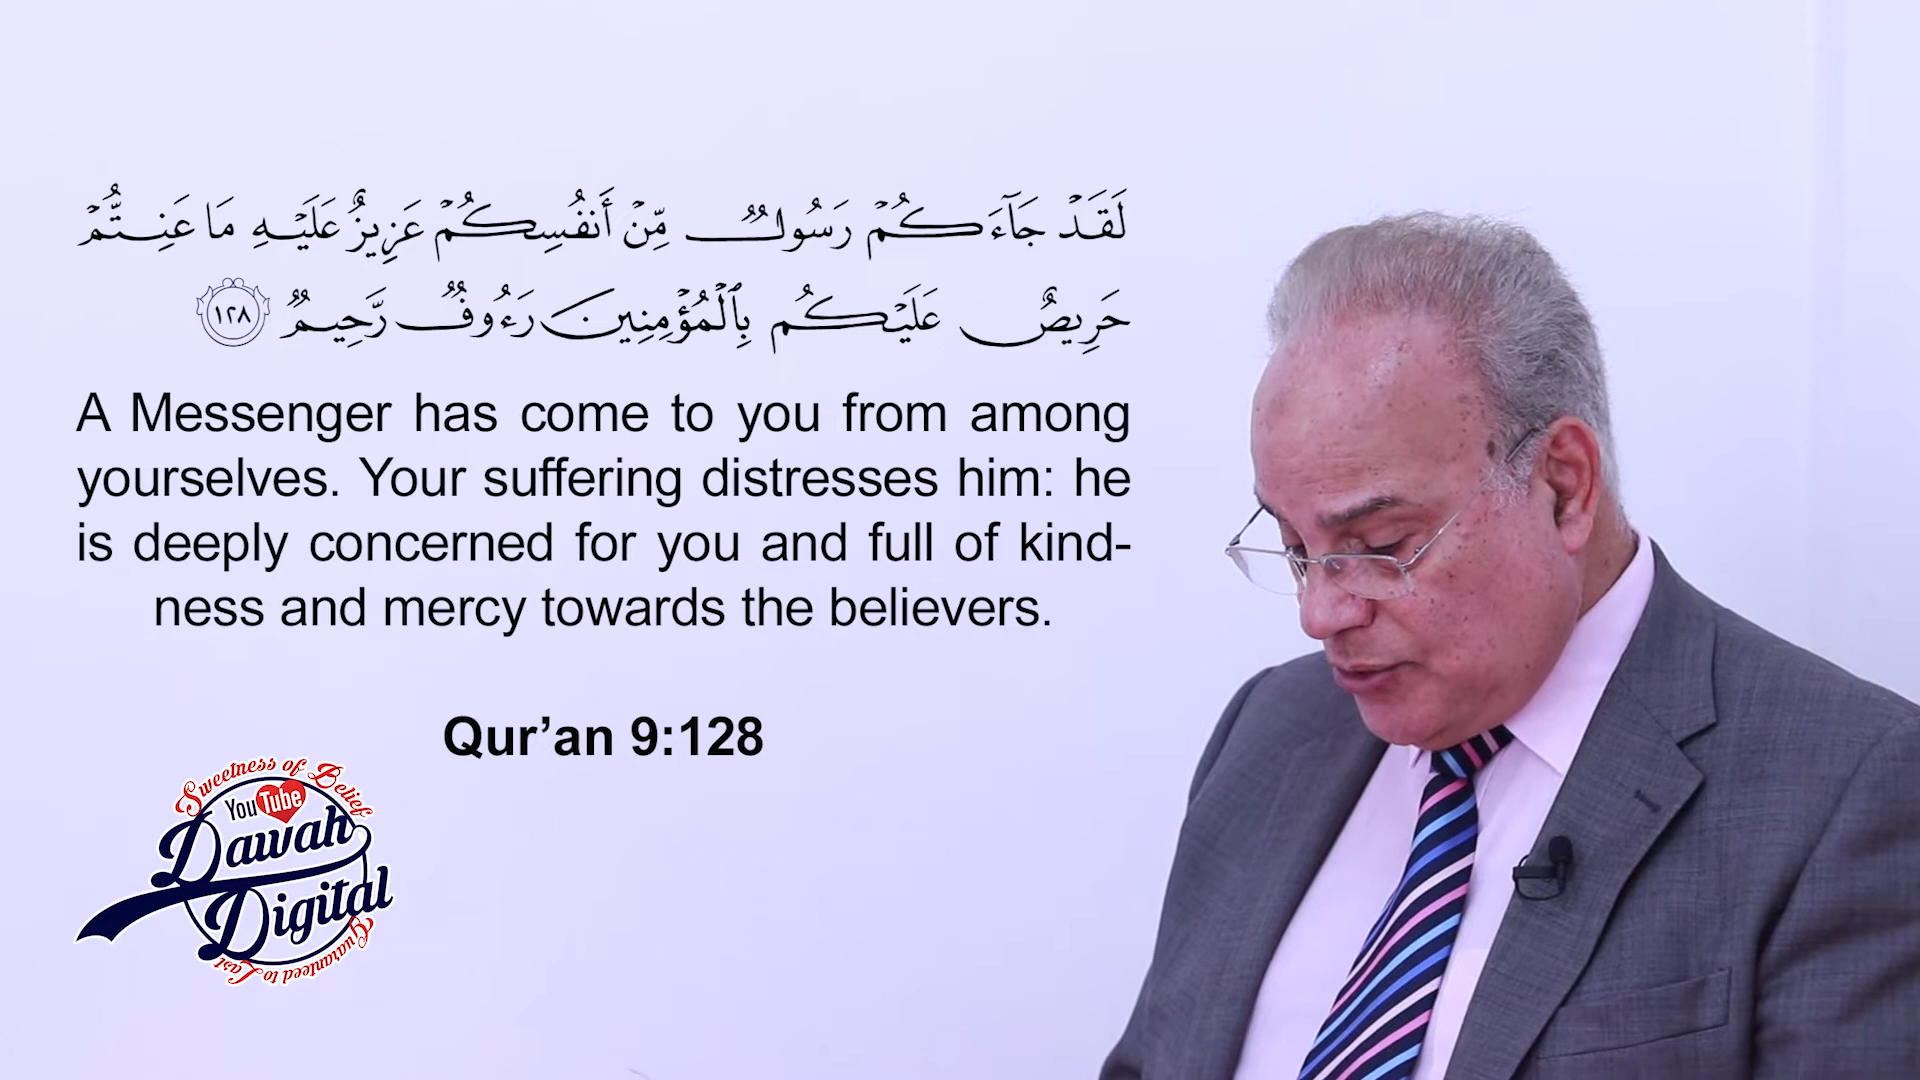 لَقَدْ جَآءَكُمْ رَسُولٌ مِّنْ أَنفُسِكُمْ عَزِيزٌ عَلَيْهِ مَا عَنِتُّمْ
حَرِيصٌ عَلَيْكُم بِٱلْمُؤْمِنِينَ رَءُوفٌ رَّحِيمٌ ١٢٨
A Messenger has come to you from among
yourselves. Your suffering distresses him: he
is deeply concerned for you and full of kind-
ness and mercy towards the believers.
Qur’an 9:128
Sweetness of Belief
YouTube
Dawah
Digital
Guaranteed to Last